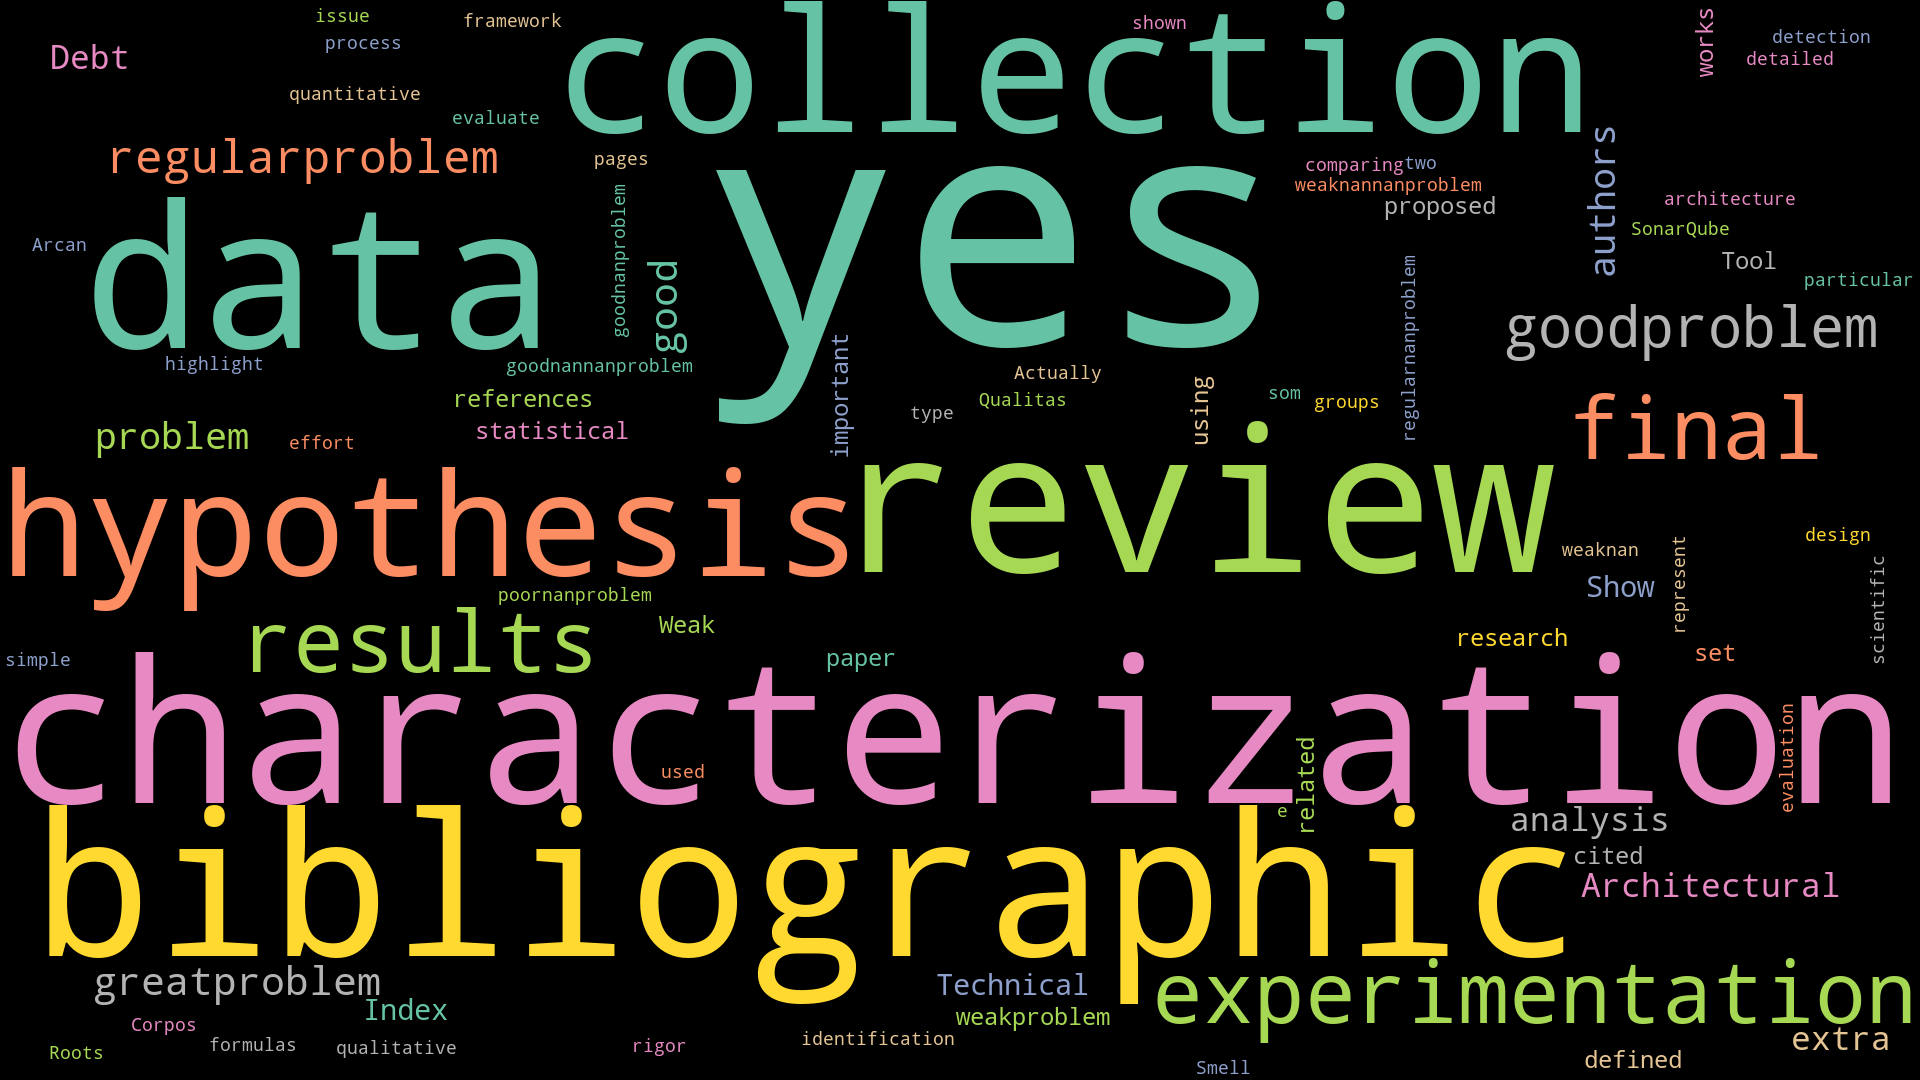 issue
framework
collection
shown
works
detection
process
Debt
detailed
quantitative
evaluate
regularproblem
pages
comparing
two
authors
weaknannanproblem
architecture
proposed
SonarQube
Arcan
data
goodnanproblem
good
yes
regularnanproblem
Tool
particular
goodproblem
highlight
goodnannanproblem
important
Actually
using
som
groups
references
Qualitas
type
final
problem
effort
statistical
hypothesis
review
weaknan
represent
design
scientific
Show
poornanproblem
results
Weak
research
set
simple
paper
characterization
used
related
evaluation
e
bibliographic
analysis
cited
Architectural
greatproblem
Index
Technical
weakproblem
experimentation
Corpos
Roots
formulas
qualitative
rigor
identification
extra
defined
Smell